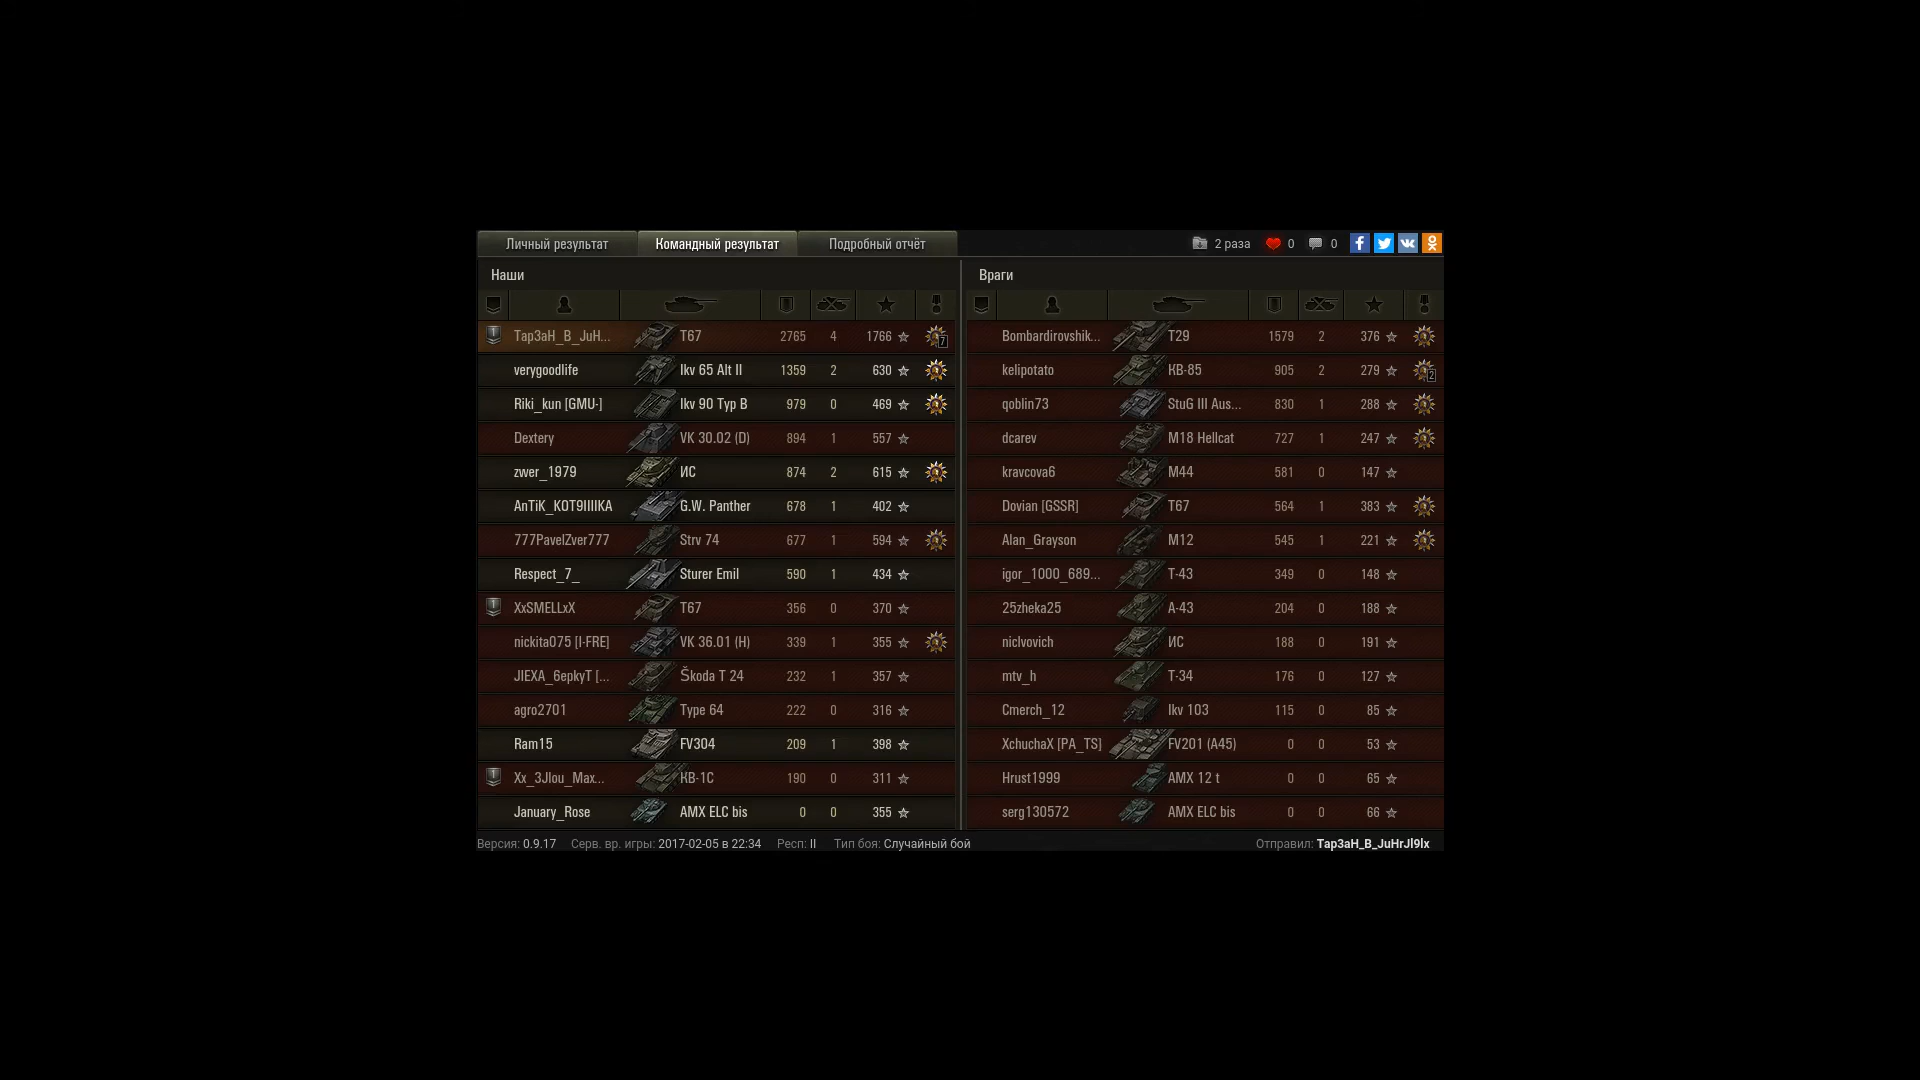 Личный результат Командный результат Подробный отчёт 2 раза 0 0
Наши Враги
Tap3aH_B_JuH... T67 2765 4 1766 7 Bombardirovshik... T29 1579 2 376
verygoodlife Ikv 65 Alt II 1359 2 630 kelipotato КВ-85 905 2 279 2
Riki_kun [GMU-] Ikv 90 Typ B 979 0 469 qoblin73 StuG III Aus... 830 1 288
Dextery VK 30.02 (D) 894 1 557 dcarev M18 Hellcat 727 1 247
zwer_1979 ИС 874 2 615 kravcova6 M44 581 0 147
AnTiK_KOT9IIIIKA G.W. Panther 678 1 402 Dovian [GSSR] T67 564 1 383
777PavelZver777 Strv 74 677 1 594 Alan_Grayson M12 545 1 221
Respect_7_ Sturer Emil 590 1 434 igor_1000_689... Т-43 349 0 148
XxSMELLxX T67 356 0 370 25zheka25 А-43 204 0 188
nickita075 [I-FRE] VK 36.01 (H) 339 1 355 niclvovich ИС 188 0 191
JIEXA_6epkyT [... Škoda T 24 232 1 357 mtv_h Т-34 176 0 127
agro2701 Type 64 222 0 316 Cmerch_12 Ikv 103 115 0 85
Ram15 FV304 209 1 398 XchuchaX [PA_TS] FV201 (A45) 0 0 53
Xx_3Jlou_Max... КВ-1С 190 0 311 Hrust1999 AMX 12 t 0 0 65
January_Rose AMX ELC bis 0 0 355 serg130572 AMX ELC bis 0 0 66
Версия: 0.9.17 Серв. вр. игры: 2017-02-05 в 22:34 Респ: II Тип боя: Случайный бой Отправил: Tap3aH_B_JuHrJl9lx